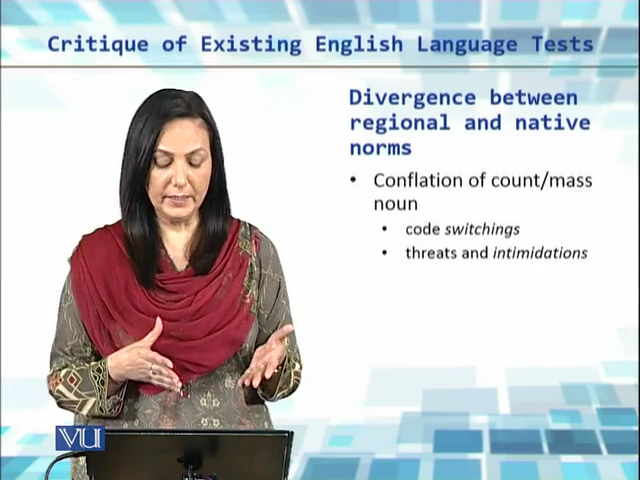 Critique of Existing English Language Tests
Divergence between
regional and native
norms
• Conflation of count/mass
noun
• code switchings
• threats and intimidations
VU